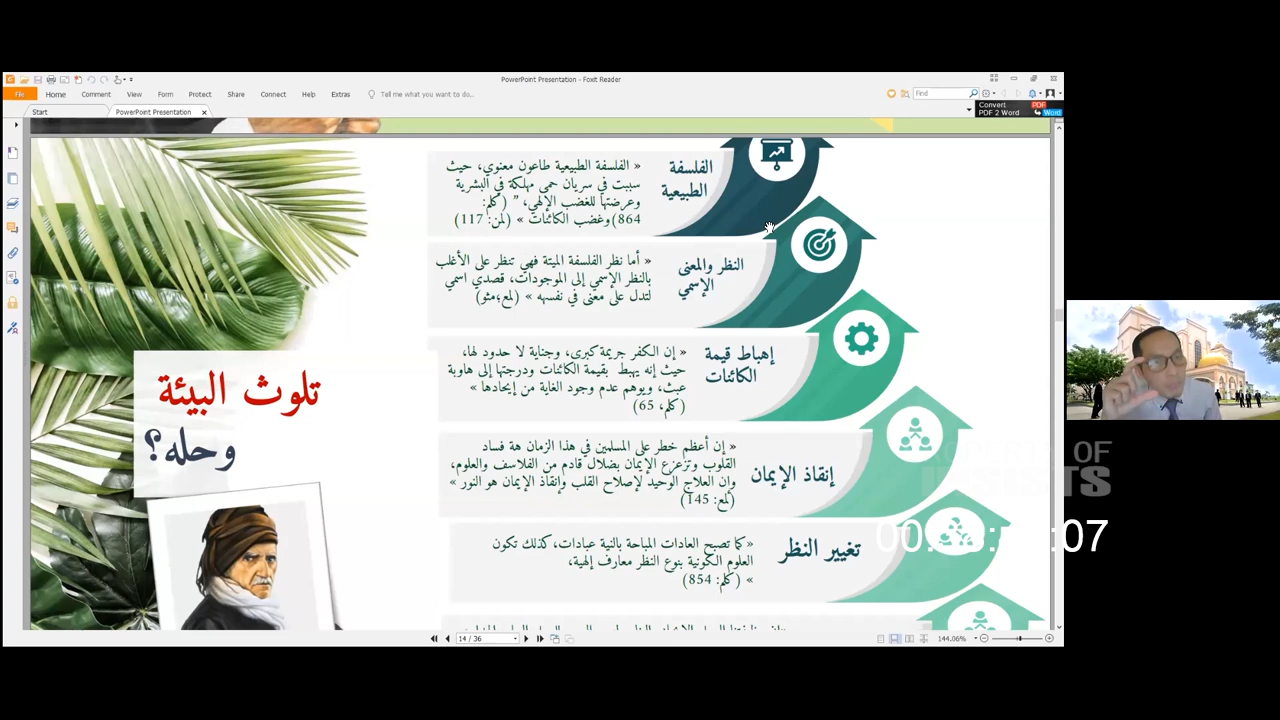 PowerPoint Presentation - Foxit Reader
File Home Comment View Form Protect Share Connect Help Extras Tell me what you want to do... Find
Start PowerPoint Presentation
Convert PDF
PDF 2 Word Word
الفلسفة
الطبيعية
« الفلسفة الطبيعية طاعون معنوي، حيث
سببت في سريان حمى مهلكة في البشرية
وعرضتها للغضب الإلهي، " (كلم:
864)وغضب الكائنات » (لمن: 117)
النظر والمعنى
الإسمي
« أما نظر الفلسفة الميتة فهي تنظر على الأغلب
بالنظر الإسمي إلى الموجودات، قصدي اسمي
لتدل على معنى في نفسه » (لمع؛مثو)
إهباط قيمة
الكائنات
« إن الكفر جريمة كبرى، وجناية لا حدود لها،
حيث إنه يهبط بقيمة الكائنات ودرجتها إلى هاوية
عبث، ويوهم عدم وجود الغاية من إيجادها »
(كلم، 65)
إنقاذ الإيمان
« إن أعظم خطر على المسلمين في هذا الزمان هة فساد
القلوب وتزعزع الإيمان بضلال قادم من الفلاسف والعلوم،
وإن العلاج الوحيد لإصلاح القلب وإنقاذ الإيمان هو النور »
(لمع: 145)
تغيير النظر
«كما تصبح العادات المباحة بالنية عبادات،كذلك تكون
العلوم الكونية بنوع النظر معارف إلهية،
» (كلم: 854)
تلوث البيئة
وحله؟
14 / 36
144.06%